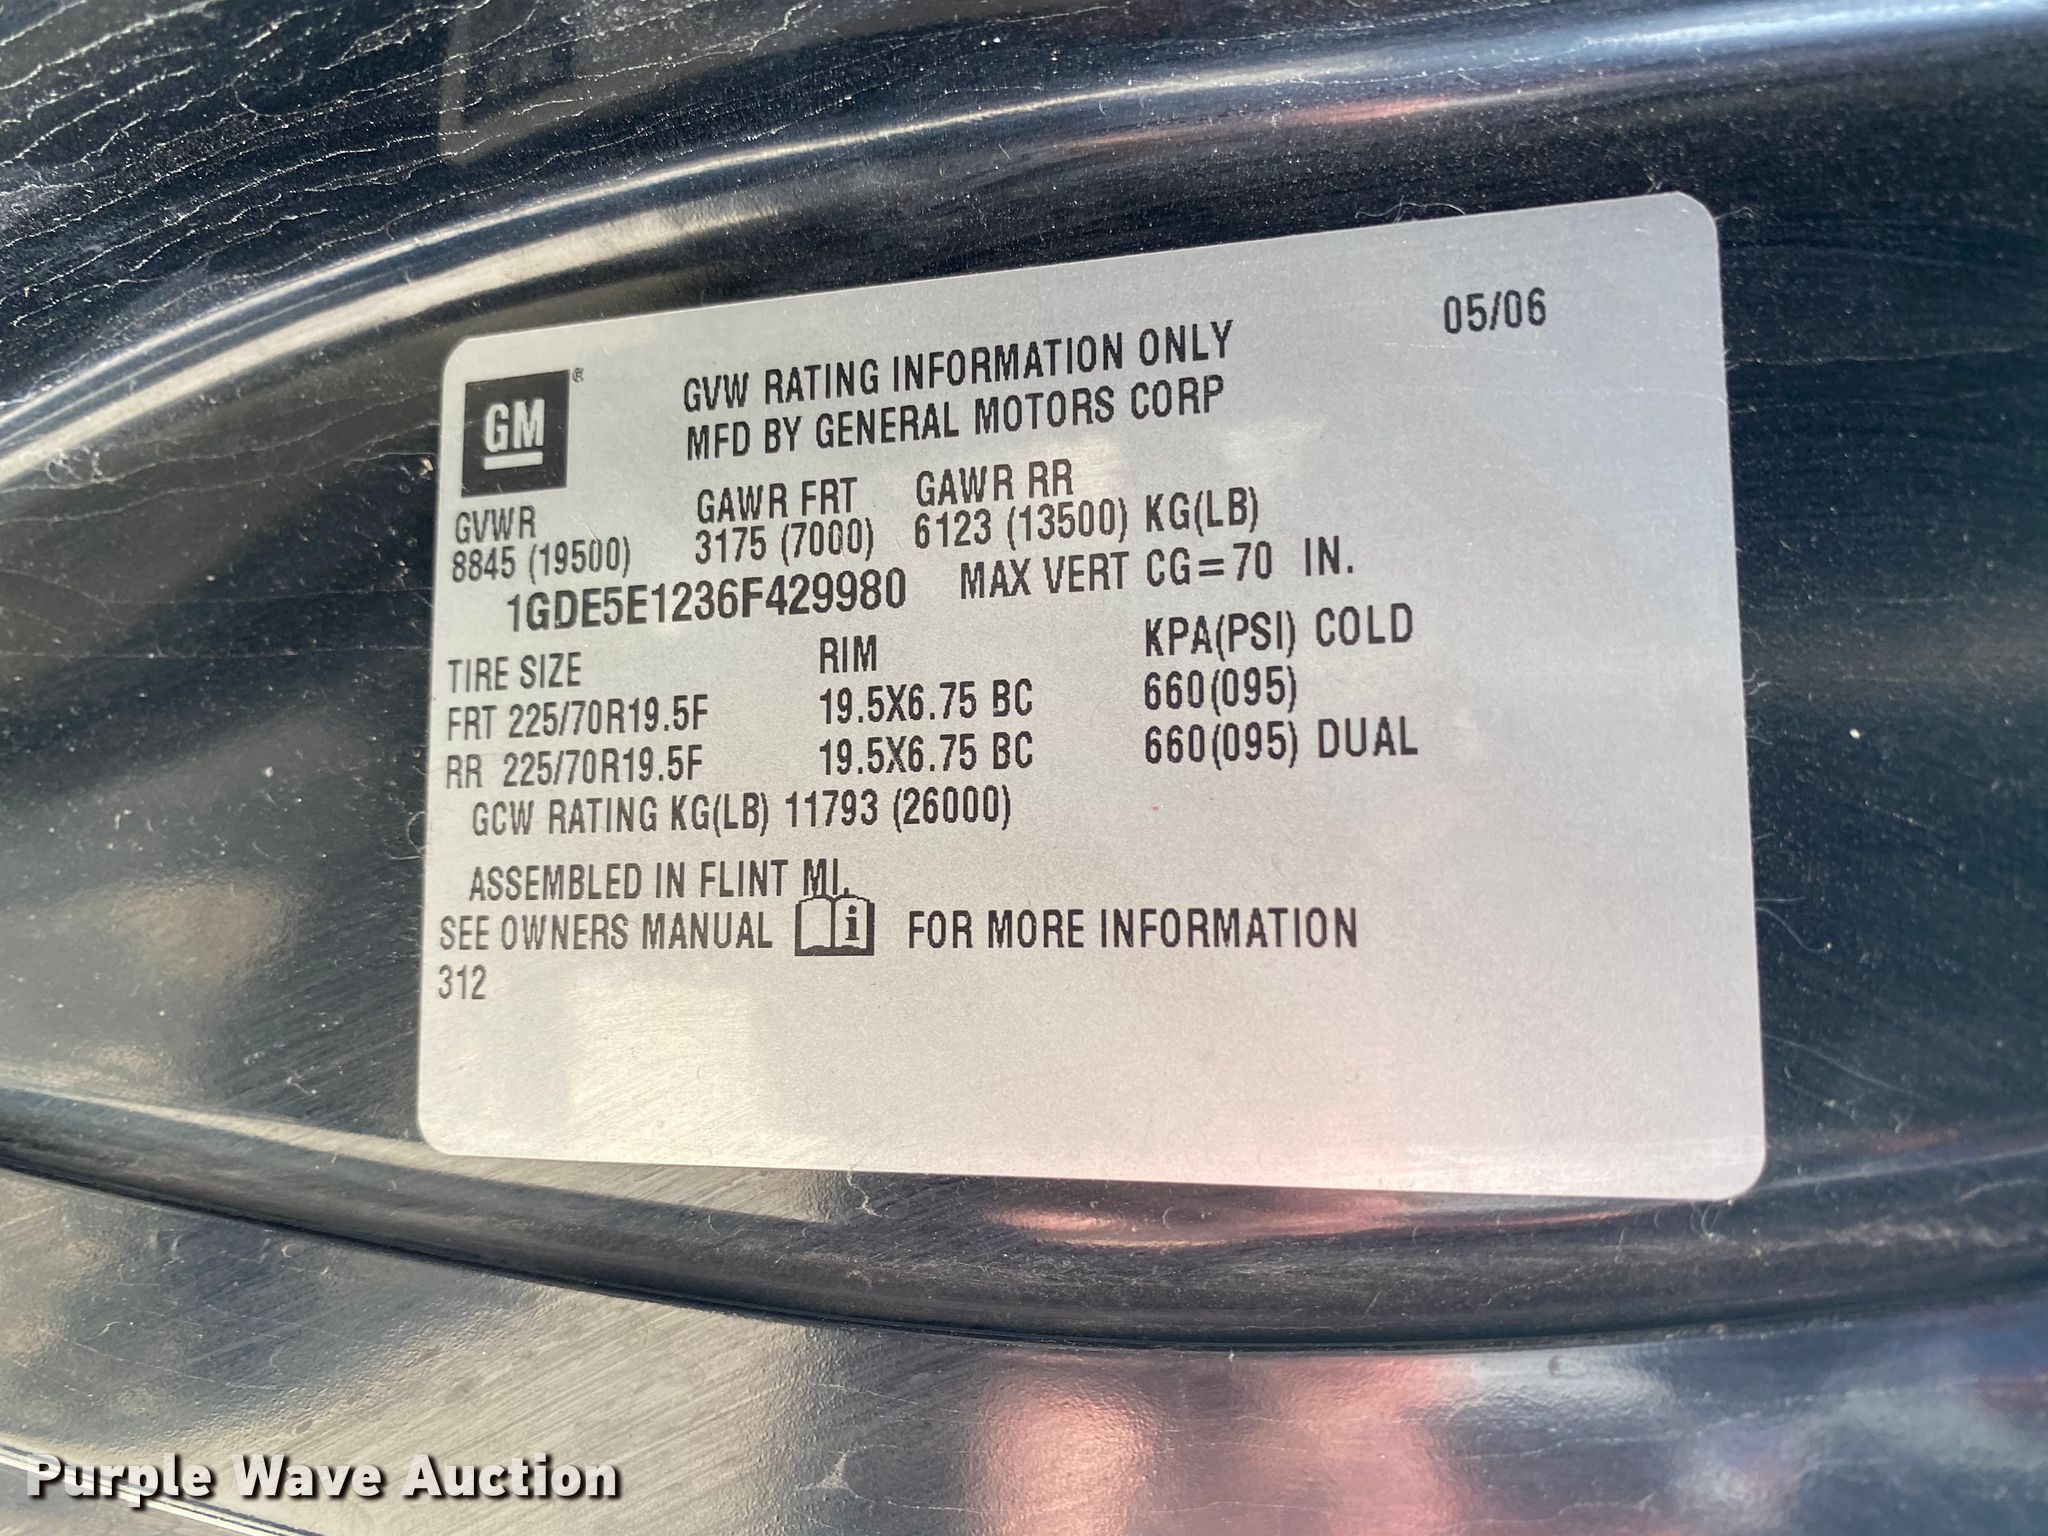 05/06
GM ®
GVW RATING INFORMATION ONLY
MFD BY GENERAL MOTORS CORP
GVWR GAWR FRT GAWR RR
8845 (19500) 3175 (7000) 6123 (13500) KG(LB)
1GDE5E1236F429980 MAX VERT CG=70 IN.
TIRE SIZE RIM KPA(PSI) COLD
FRT 225/70R19.5F 19.5X6.75 BC 660(095)
RR 225/70R19.5F 19.5X6.75 BC 660(095) DUAL
GCW RATING KG(LB) 11793 (26000)
ASSEMBLED IN FLINT MI.
SEE OWNERS MANUAL i FOR MORE INFORMATION
312
Purple Wave Auction